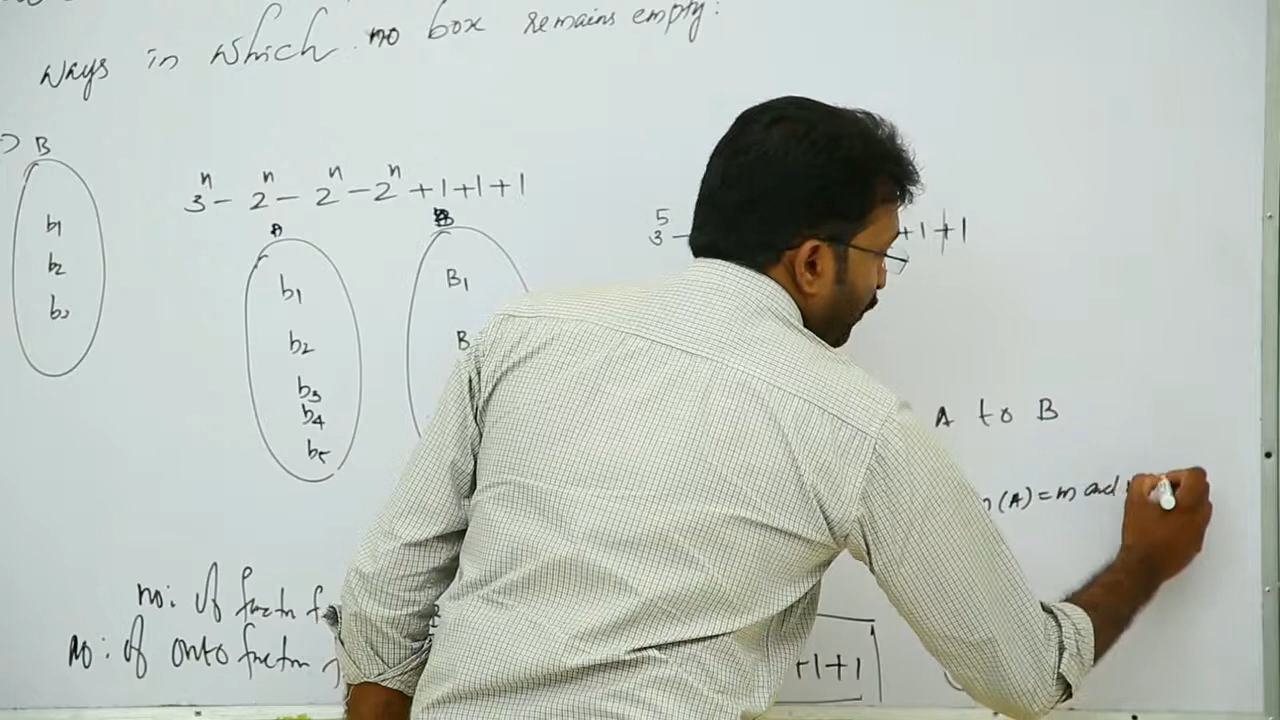 ways in which no box remains empty.
B
b1
b2
b3
3^n - 2^n - 2^n - 2^n + 1 + 1 + 1
A
b1
b2
b3
b4
b5
B
B1
B
3^5 -
+1 +1
A to B
(A) = m and
no: of functn f
no: of onto functn
+1+1